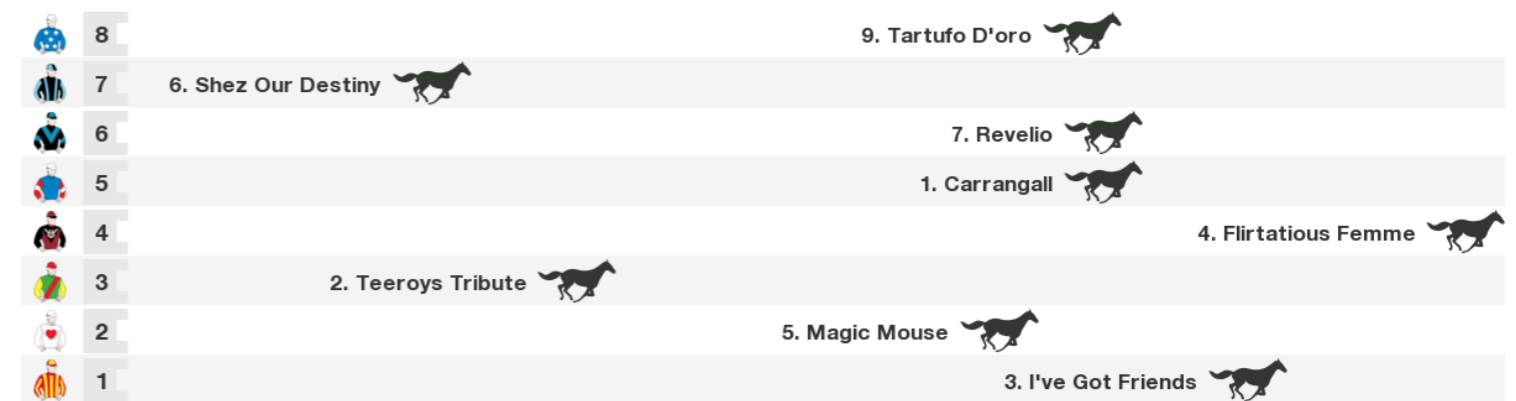 8 9. Tartufo D'oro
7 6. Shez Our Destiny
6 7. Revelio
5 1. Carrangall
4 4. Flirtatious Femme
3 2. Teeroys Tribute
2 5. Magic Mouse
1 3. I've Got Friends